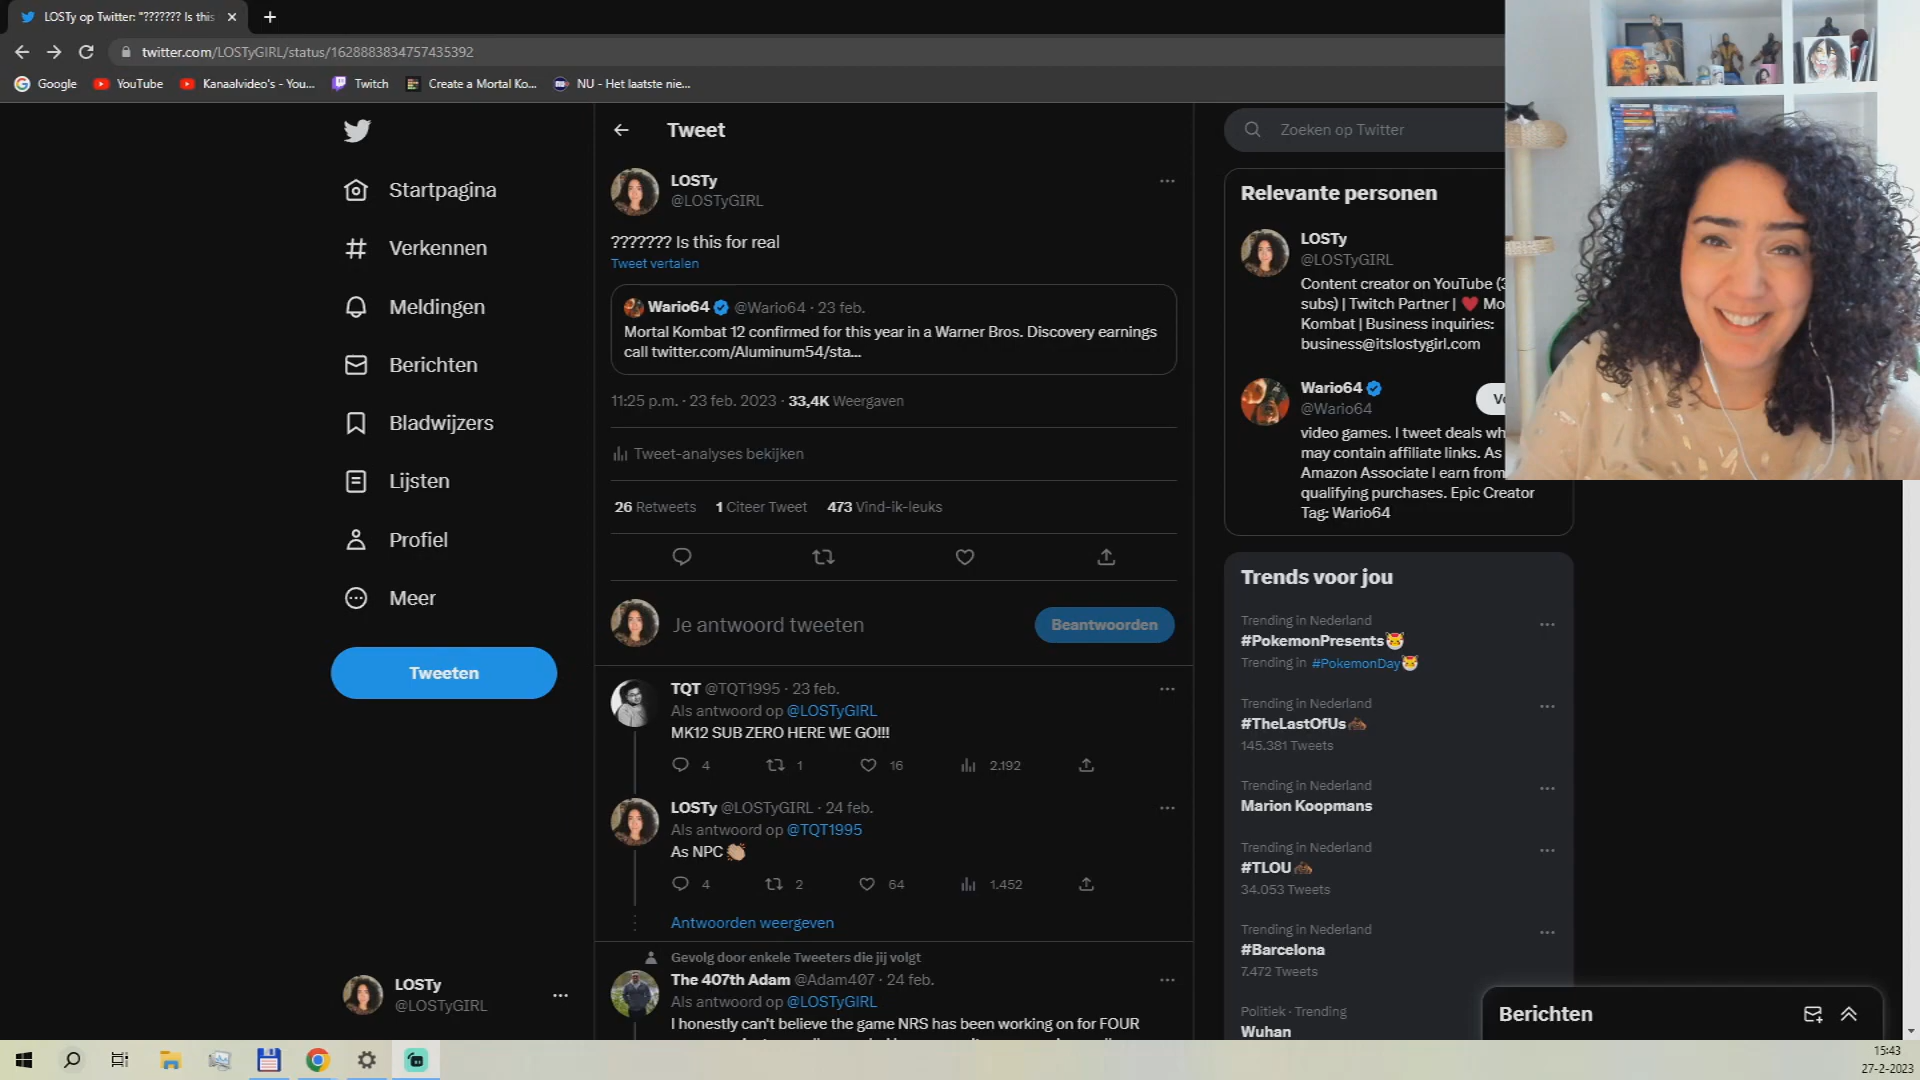 LOSTy op Twitter: "??????? Is this
twitter.com/LOSTyGIRL/status/1628883834757435392
Google
YouTube
Kanaalvideo's - You...
Twitch
Create a Mortal Ko...
NU - Het laatste nie...
Startpagina
Verkennen
Meldingen
Berichten
Bladwijzers
Lijsten
Profiel
Meer
Tweeten
LOSTy
@LOSTyGIRL
Tweet
LOSTy
@LOSTyGIRL
??????? Is this for real
Tweet vertalen
Wario64 @Wario64 · 23 feb.
Mortal Kombat 12 confirmed for this year in a Warner Bros. Discovery earnings
call twitter.com/Aluminum54/sta...
11:25 p.m. · 23 feb. 2023 · 33,4K Weergaven
Tweet-analyses bekijken
26 Retweets 1 Citeer Tweet 473 Vind-ik-leuks
Je antwoord tweeten
Beantwoorden
TQT @TQT1995 · 23 feb.
Als antwoord op @LOSTyGIRL
MK12 SUB ZERO HERE WE GO!!!
4 1 16 2.192
LOSTy @LOSTyGIRL · 24 feb.
Als antwoord op @TQT1995
As NPC 👏🏼
4 2 64 1.452
Antwoorden weergeven
Gevolgd door enkele Tweeters die jij volgt
The 407th Adam @Adam407 · 24 feb.
Als antwoord op @LOSTyGIRL
I honestly can't believe the game NRS has been working on for FOUR
Zoeken op Twitter
Relevante personen
LOSTy
@LOSTyGIRL
Content creator on YouTube (3
subs) | Twitch Partner | ❤️ Mo
Kombat | Business inquiries:
business@itslostygirl.com
Wario64
@Wario64
video games. I tweet deals wh
may contain affiliate links. As
Amazon Associate I earn from
qualifying purchases. Epic Creator
Tag: Wario64
Trends voor jou
Trending in Nederland
#PokemonPresents
Trending in #PokemonDay
Trending in Nederland
#TheLastOfUs
145.381 Tweets
Trending in Nederland
Marion Koopmans
Trending in Nederland
#TLOU
34.053 Tweets
Trending in Nederland
#Barcelona
7.472 Tweets
Politiek · Trending
Wuhan
Berichten
15:43
27-2-2023